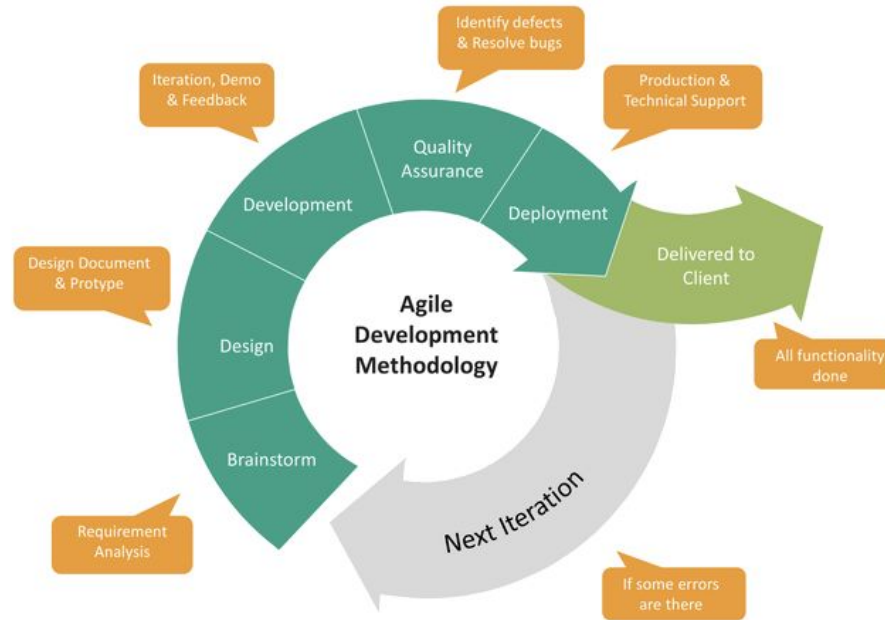 Identify defects
& Resolve bugs
Iteration, Demo
& Feedback
Production &
Technical Support
Quality
Assurance
Development
Deployment
Delivered to
Client
Design Document
& Protype
Agile
Development
Methodology
Design
All functionality
done
Brainstorm
Next Iteration
Requirement
Analysis
If some errors
are there